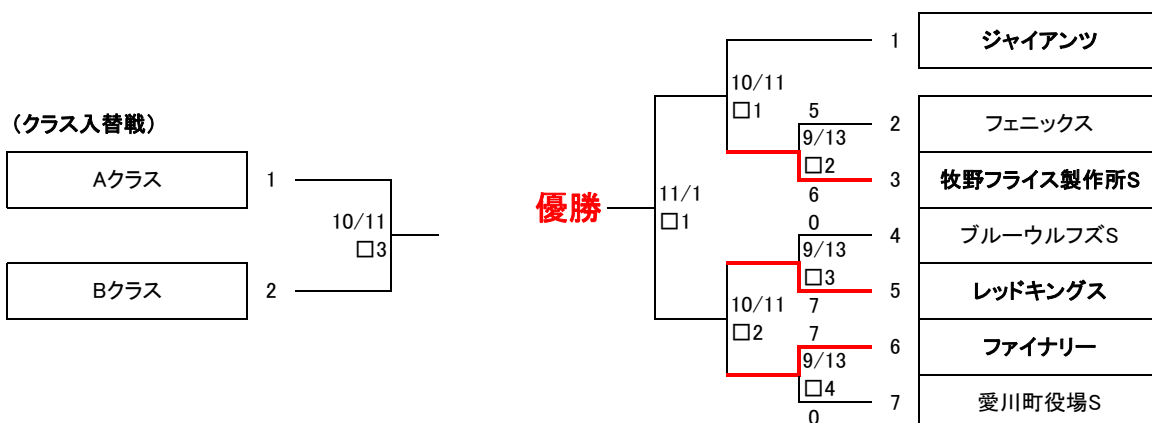 (クラス入替戦)
Aクラス 1
10/11
□3
Bクラス 2
優勝
11/1
□1
10/11
□1
10/11
□2
1 ジャイアンツ
5
2 フェニックス
9/13
□2
3 牧野フライス製作所S
6
0
4 ブルーウルフズS
9/13
□3
5 レッドキングス
7
7
6 ファイナリー
9/13
□4
7 愛川町役場S
0